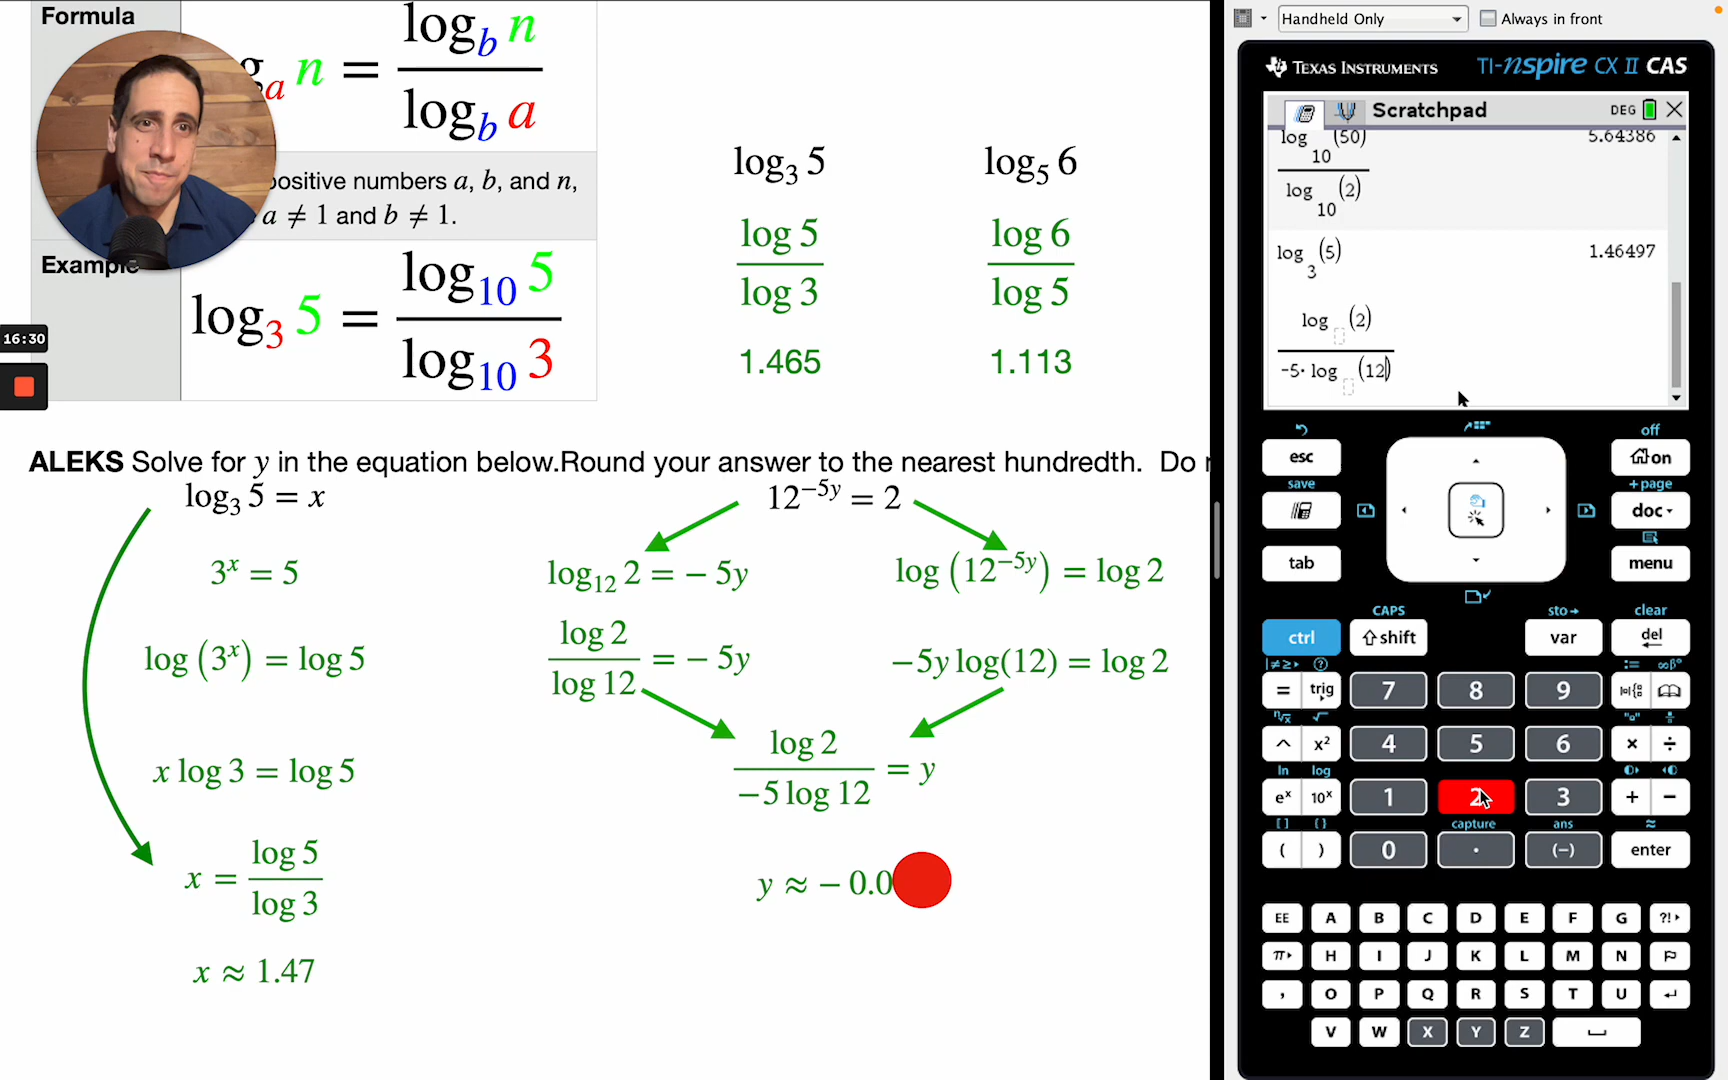 Formula
g_a n = log_b n / log_b a
positive numbers a, b, and n,
a ≠ 1 and b ≠ 1.
Example
log_3 5 = log_10 5 / log_10 3
16:30
log_3 5
log 5 / log 3
1.465
log_5 6
log 6 / log 5
1.113
ALEKS Solve for y in the equation below.Round your answer to the nearest hundredth. Do
log_3 5 = x
3^x = 5
log (3^x) = log 5
x log 3 = log 5
x = log 5 / log 3
x ≈ 1.47
12^−5y = 2
log_12 2 = − 5y
log 2 / log 12 = − 5y
log (12^−5y) = log 2
−5y log(12) = log 2
log 2 / −5 log 12 = y
y ≈ − 0.0
Handheld Only
Always in front
TEXAS INSTRUMENTS TI-nspire CX II CAS
Scratchpad DEG
log_10 (50) / log_10 (2) 5.64386
log_3 (5) 1.46497
log (2) / -5· log (12)
off
esc on
save +page
doc
tab menu
CAPS sto→ clear
ctrl shift var del
|≠≥▸ ? := ∞β°
= trig 7 8 9 |▫|{
ⁿ√x √ "▫"
^ x² 4 5 6 × ÷
ln log
eˣ 10ˣ 1 2 3 + −
[ ] { } capture ans ≈
( ) 0 . (−) enter
EE A B C D E F G ?!▸
π▸ H I J K L M N
, O P Q R S T U ↵
V W X Y Z